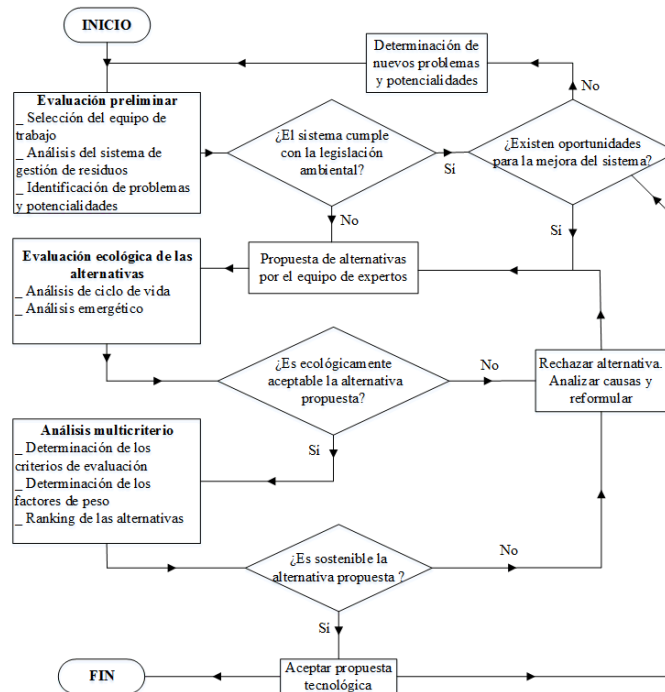 INICIO
Determinación de
nuevos problemas
y potencialidades
No
Evaluación preliminar
_ Selección del equipo de
trabajo
_ Análisis del sistema de
gestión de residuos
_ Identificación de problemas
y potencialidades
¿El sistema cumple
con la legislación
ambiental?
Sí
¿Existen oportunidades
para la mejora del sistema?
No
Sí
Evaluación ecológica de las
alternativas
_ Análisis de ciclo de vida
_ Análisis emergético
Propuesta de alternativas
por el equipo de expertos
¿Es ecológicamente
aceptable la alternativa
propuesta?
No
Rechazar alternativa.
Analizar causas y
reformular
Sí
Análisis multicriterio
_ Determinación de los
criterios de evaluación
_ Determinación de los
factores de peso
_ Ranking de las alternativas
¿Es sostenible la
alternativa propuesta ?
No
Sí
FIN
Aceptar propuesta
tecnológica